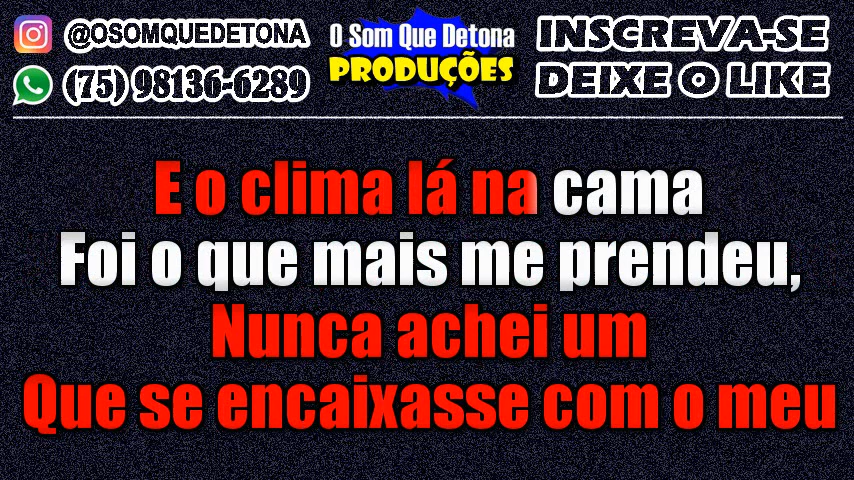 @OSOMQUEDETONA
(75) 98136-6289
O Som Que Detona
PRODUÇÕES
INSCREVA-SE
DEIXE O LIKE
E o clima lá na cama
Foi o que mais me prendeu,
Nunca achei um
Que se encaixasse com o meu